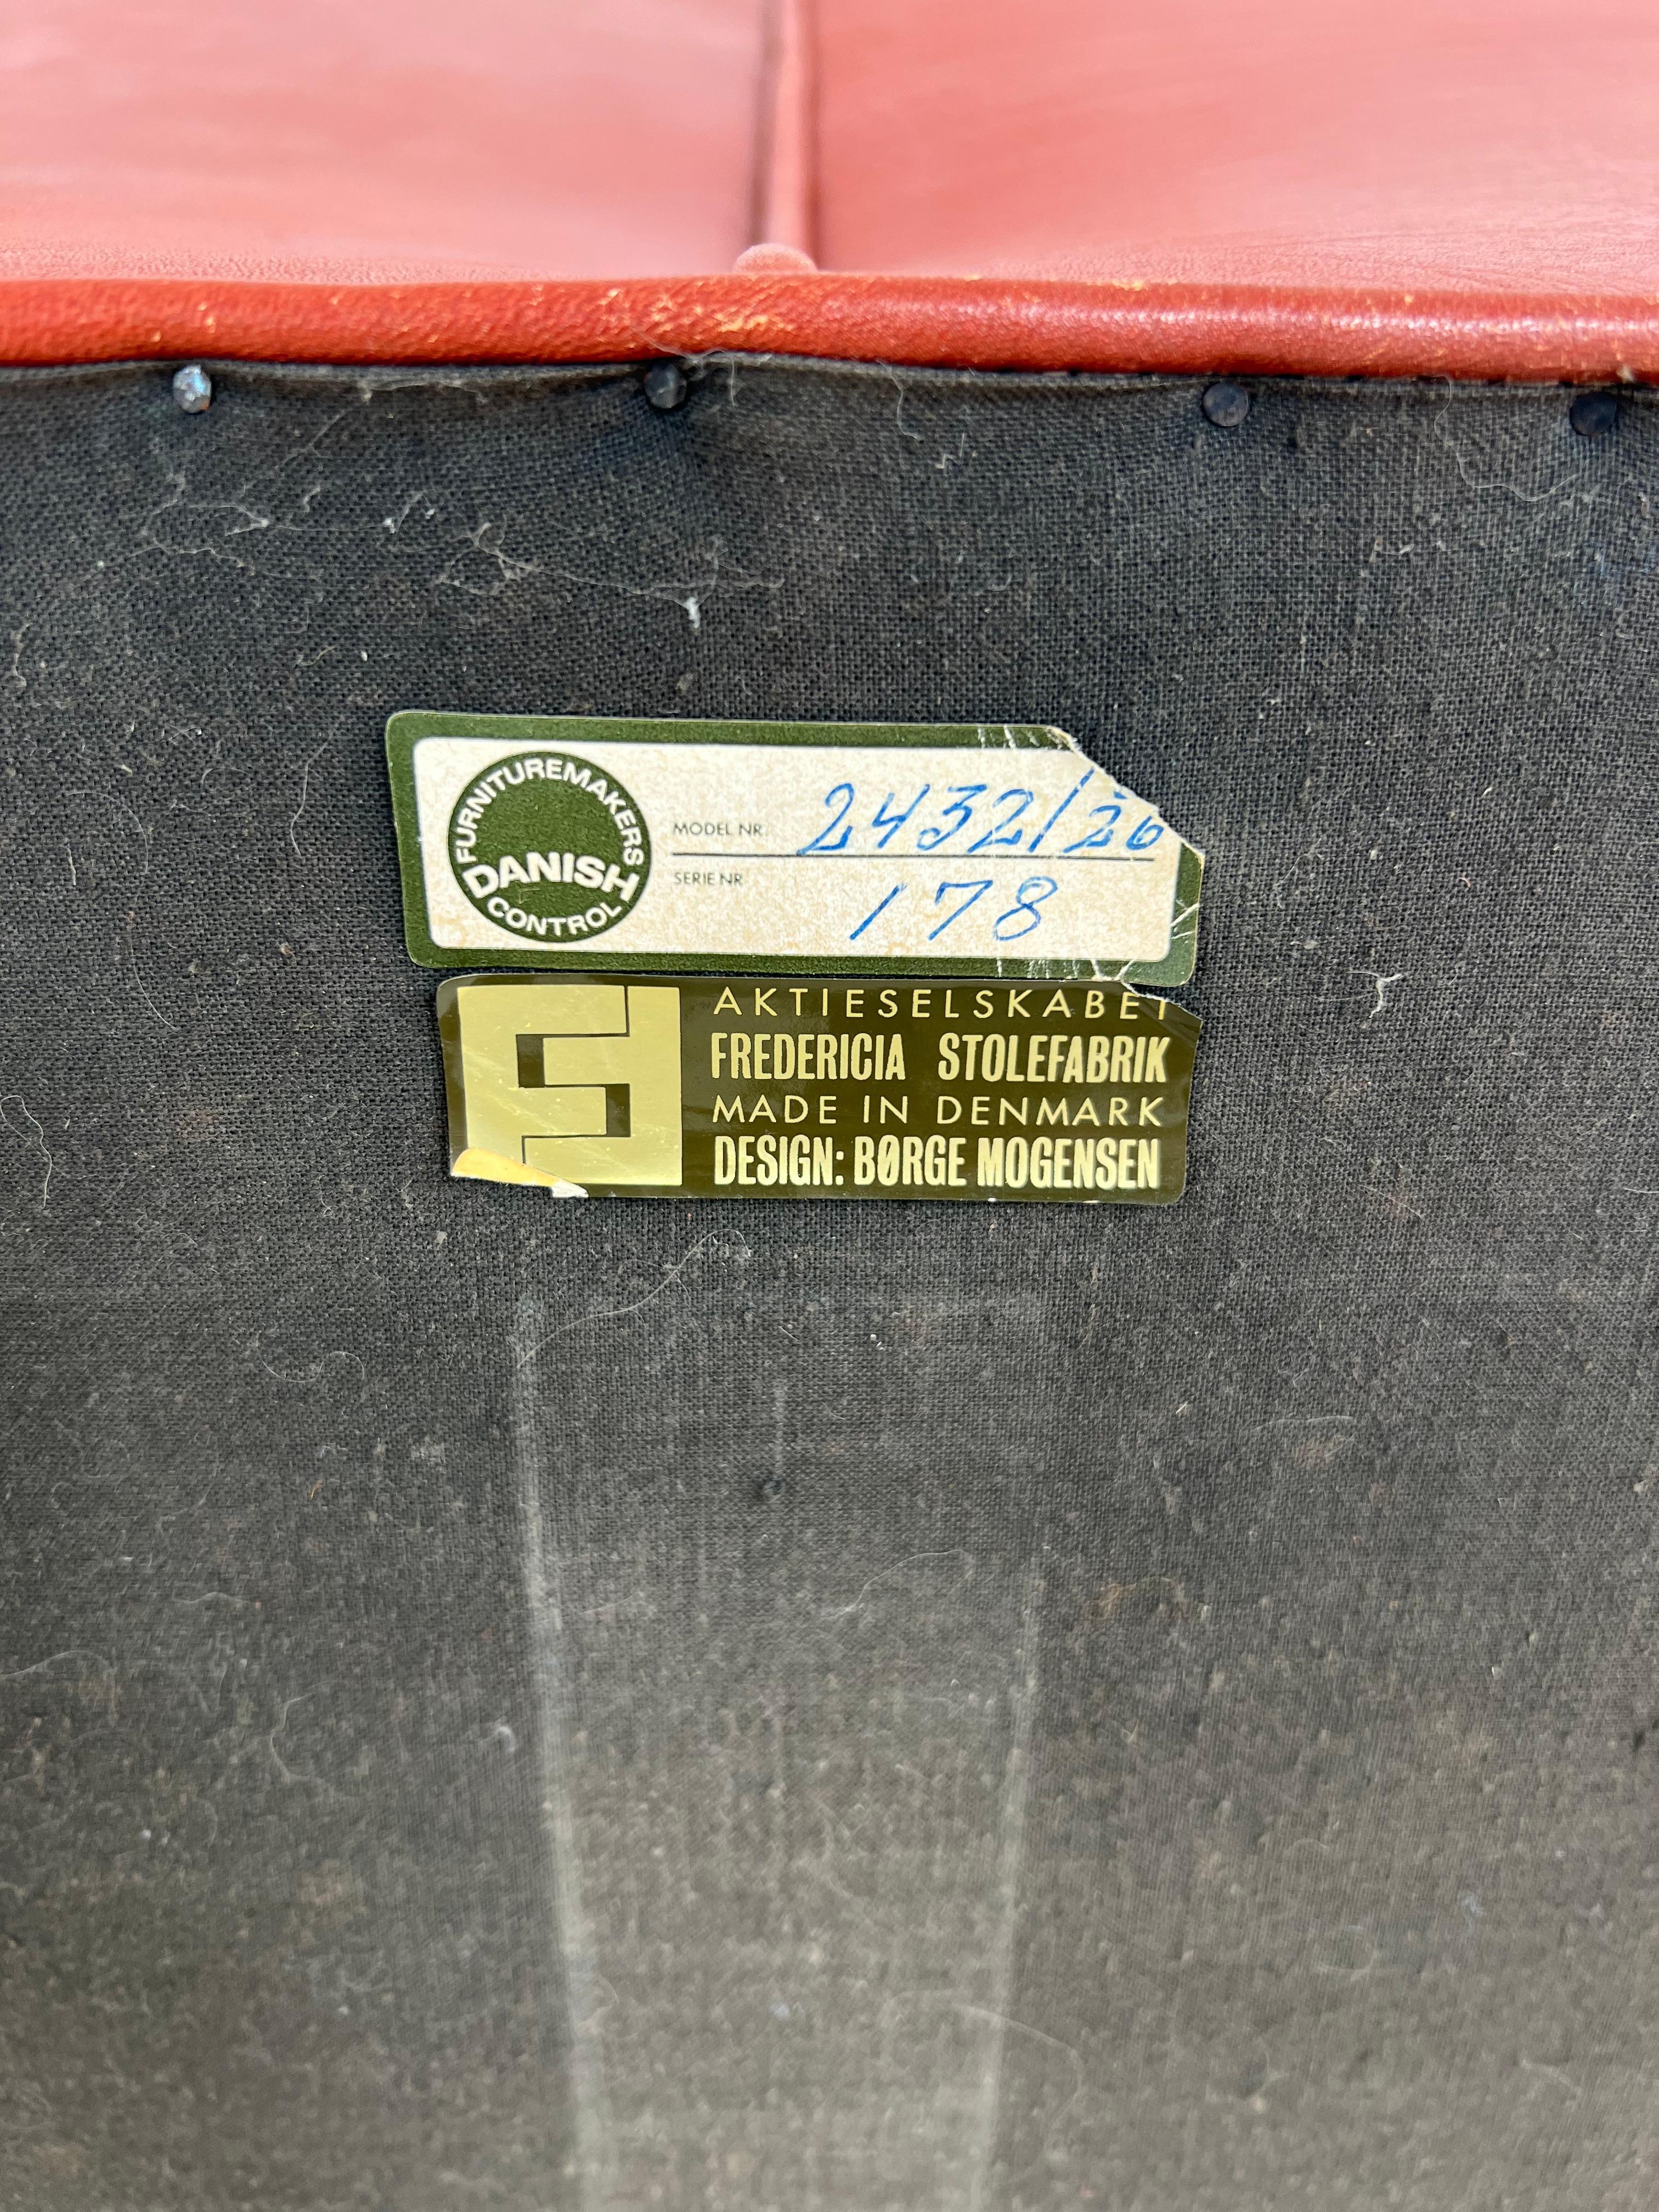 FURNITUREMAKERS
DANISH
CONTROL
MODEL NR. 2432/26
SERIE NR. 178
AKTIESELSKABET
FREDERICIA STOLEFABRIK
MADE IN DENMARK
DESIGN: BØRGE MOGENSEN